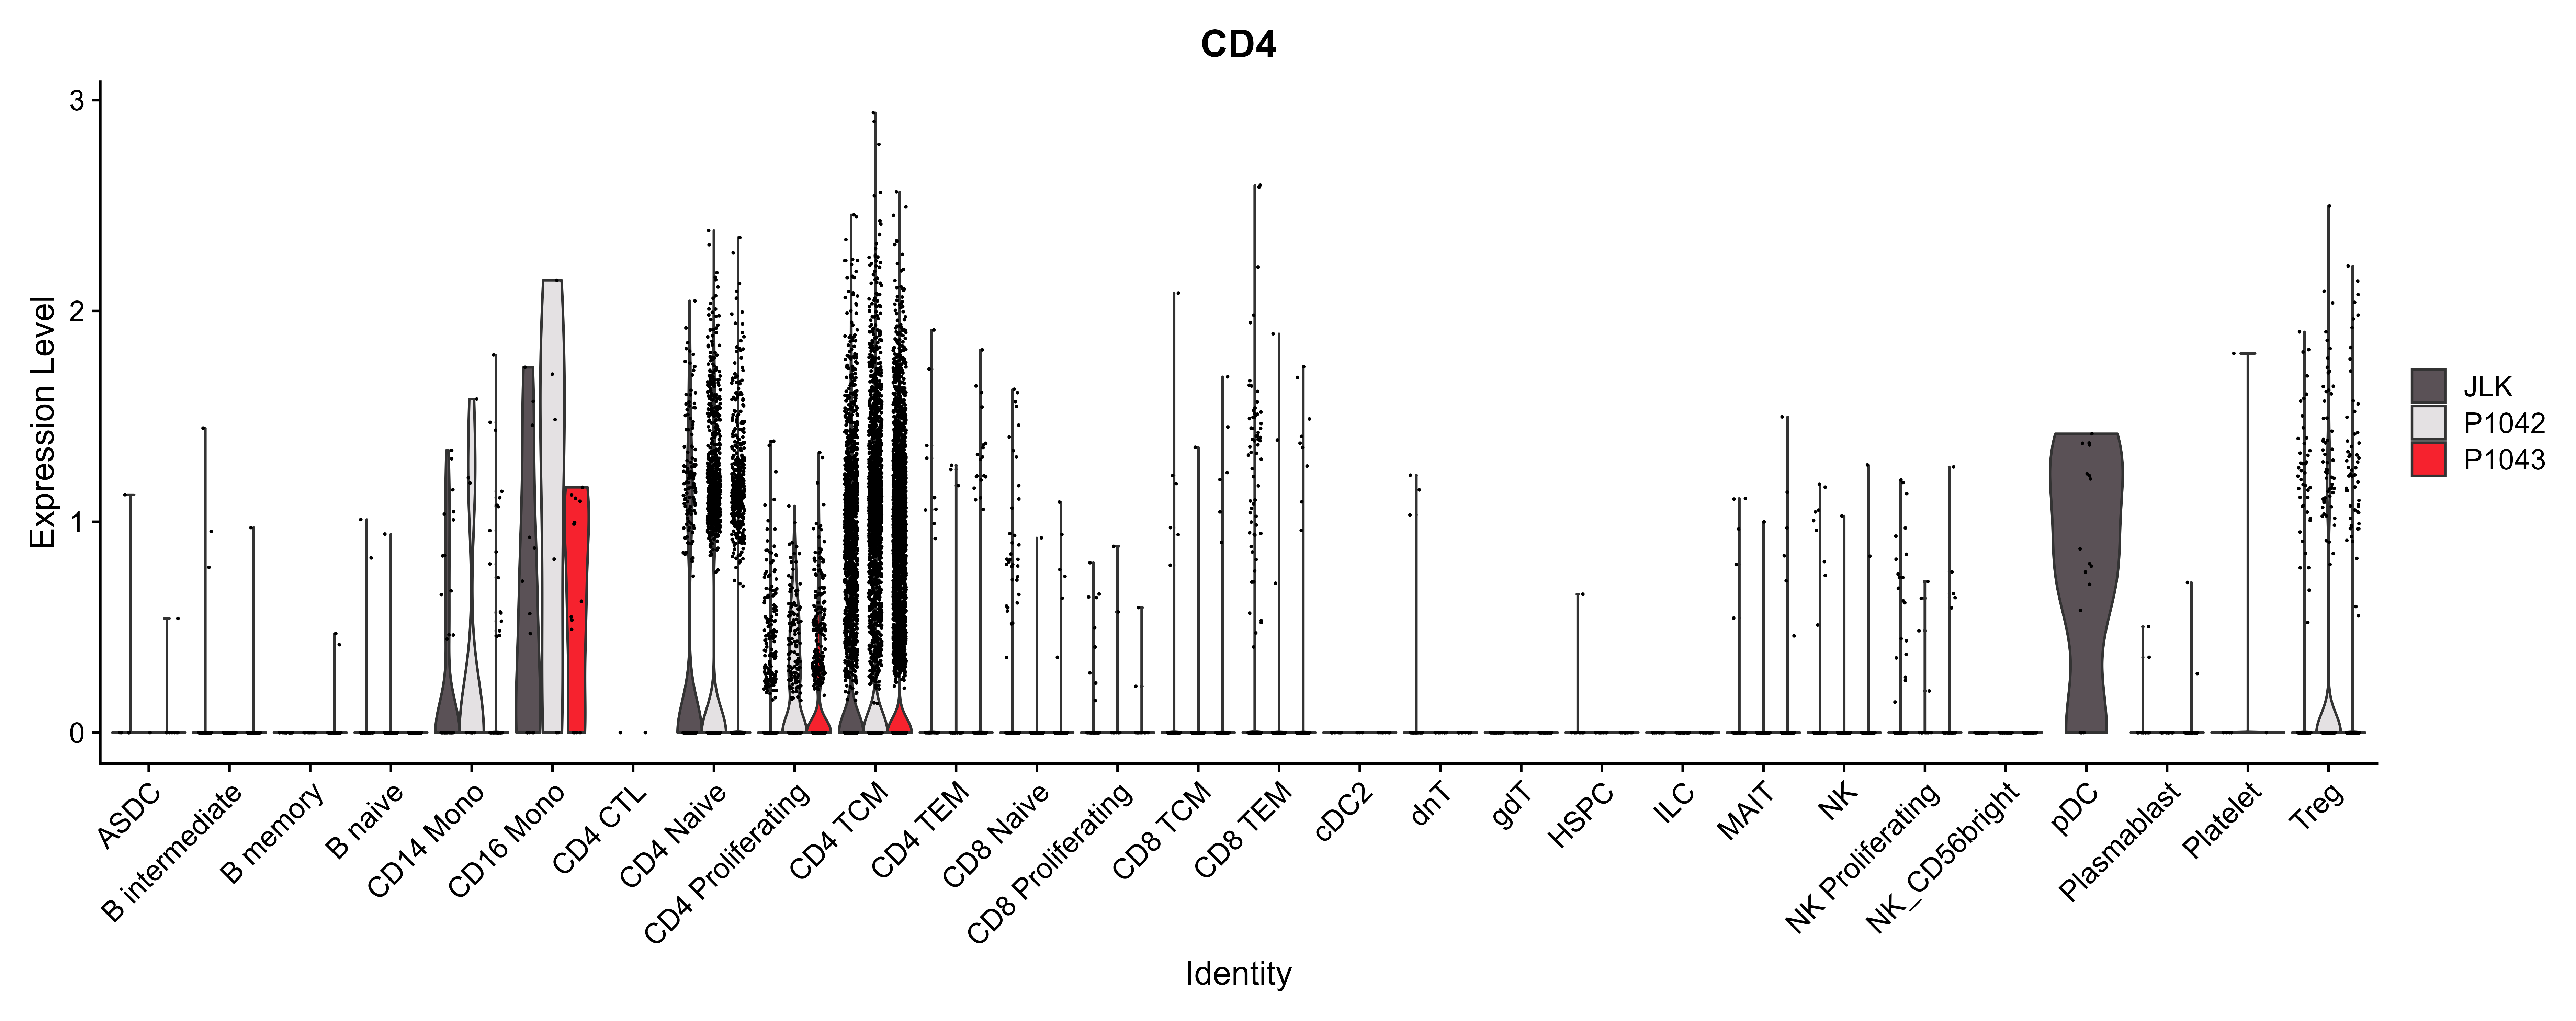 CD4
Expression Level
3
2
1
0
ASDC
B intermediate
B memory
B naive
CD14 Mono
CD16 Mono
CD4 CTL
CD4 Naive
CD4 Proliferating
CD4 TCM
CD4 TEM
CD8 Naive
CD8 Proliferating
CD8 TCM
CD8 TEM
cDC2
dnT
gdT
HSPC
ILC
MAIT
NK
NK Proliferating
NK_CD56bright
pDC
Plasmablast
Platelet
Treg
Identity
JLK
P1042
P1043